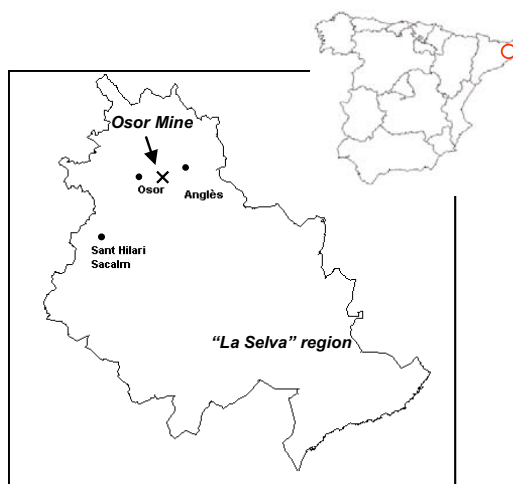 Osor Mine
Osor
Anglès
Sant Hilari
Sacalm
"La Selva" region